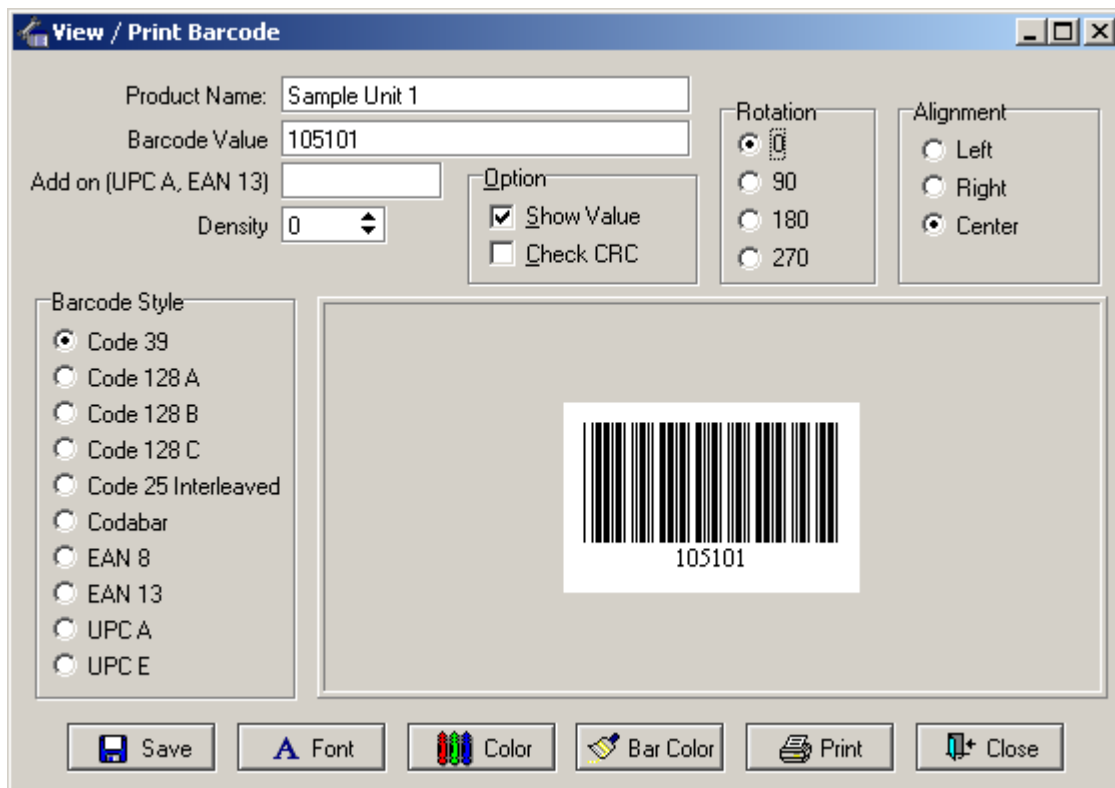 View / Print Barcode
Product Name: Sample Unit 1
Barcode Value 105101
Add on (UPC A, EAN 13)
Density 0
Option
Show Value
Check CRC
Rotation
0
90
180
270
Alignment
Left
Right
Center
Barcode Style
Code 39
Code 128 A
Code 128 B
Code 128 C
Code 25 Interleaved
Codabar
EAN 8
EAN 13
UPC A
UPC E
105101
Save Font Color Bar Color Print Close